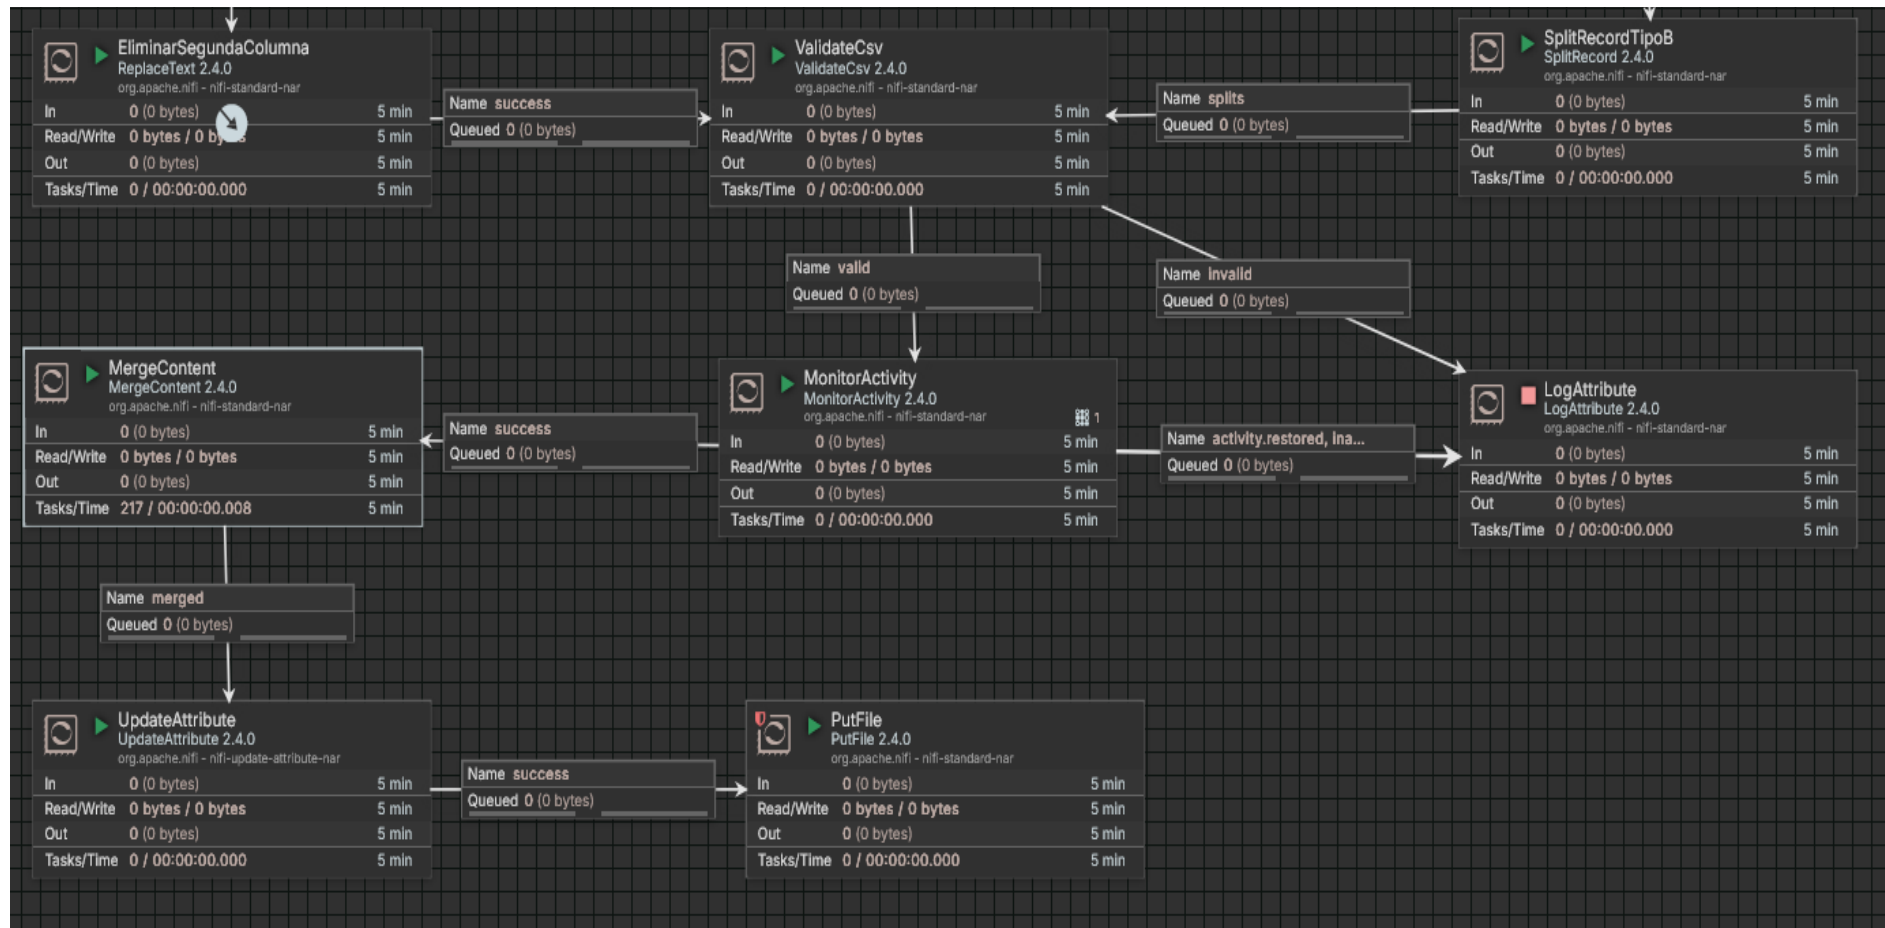 EliminarSegundaColumna
ReplaceText 2.4.0
org.apache.nifi - nifi-standard-nar
In 0 (0 bytes) 5 min
Read/Write 0 bytes / 0 bytes 5 min
Out 0 (0 bytes) 5 min
Tasks/Time 0 / 00:00:00.000 5 min
Name success
Queued 0 (0 bytes)
ValidateCsv
ValidateCsv 2.4.0
org.apache.nifi - nifi-standard-nar
In 0 (0 bytes) 5 min
Read/Write 0 bytes / 0 bytes 5 min
Out 0 (0 bytes) 5 min
Tasks/Time 0 / 00:00:00.000 5 min
Name splits
Queued 0 (0 bytes)
SplitRecordTipoB
SplitRecord 2.4.0
org.apache.nifi - nifi-standard-nar
In 0 (0 bytes) 5 min
Read/Write 0 bytes / 0 bytes 5 min
Out 0 (0 bytes) 5 min
Tasks/Time 0 / 00:00:00.000 5 min
Name valid
Queued 0 (0 bytes)
Name invalid
Queued 0 (0 bytes)
MergeContent
MergeContent 2.4.0
org.apache.nifi - nifi-standard-nar
In 0 (0 bytes) 5 min
Read/Write 0 bytes / 0 bytes 5 min
Out 0 (0 bytes) 5 min
Tasks/Time 217 / 00:00:00.008 5 min
Name success
Queued 0 (0 bytes)
MonitorActivity
MonitorActivity 2.4.0
org.apache.nifi - nifi-standard-nar
1
In 0 (0 bytes) 5 min
Read/Write 0 bytes / 0 bytes 5 min
Out 0 (0 bytes) 5 min
Tasks/Time 0 / 00:00:00.000 5 min
Name activity.restored, ina...
Queued 0 (0 bytes)
LogAttribute
LogAttribute 2.4.0
org.apache.nifi - nifi-standard-nar
In 0 (0 bytes) 5 min
Read/Write 0 bytes / 0 bytes 5 min
Out 0 (0 bytes) 5 min
Tasks/Time 0 / 00:00:00.000 5 min
Name merged
Queued 0 (0 bytes)
UpdateAttribute
UpdateAttribute 2.4.0
org.apache.nifi - nifi-update-attribute-nar
In 0 (0 bytes) 5 min
Read/Write 0 bytes / 0 bytes 5 min
Out 0 (0 bytes) 5 min
Tasks/Time 0 / 00:00:00.000 5 min
Name success
Queued 0 (0 bytes)
PutFile
PutFile 2.4.0
org.apache.nifi - nifi-standard-nar
In 0 (0 bytes) 5 min
Read/Write 0 bytes / 0 bytes 5 min
Out 0 (0 bytes) 5 min
Tasks/Time 0 / 00:00:00.000 5 min